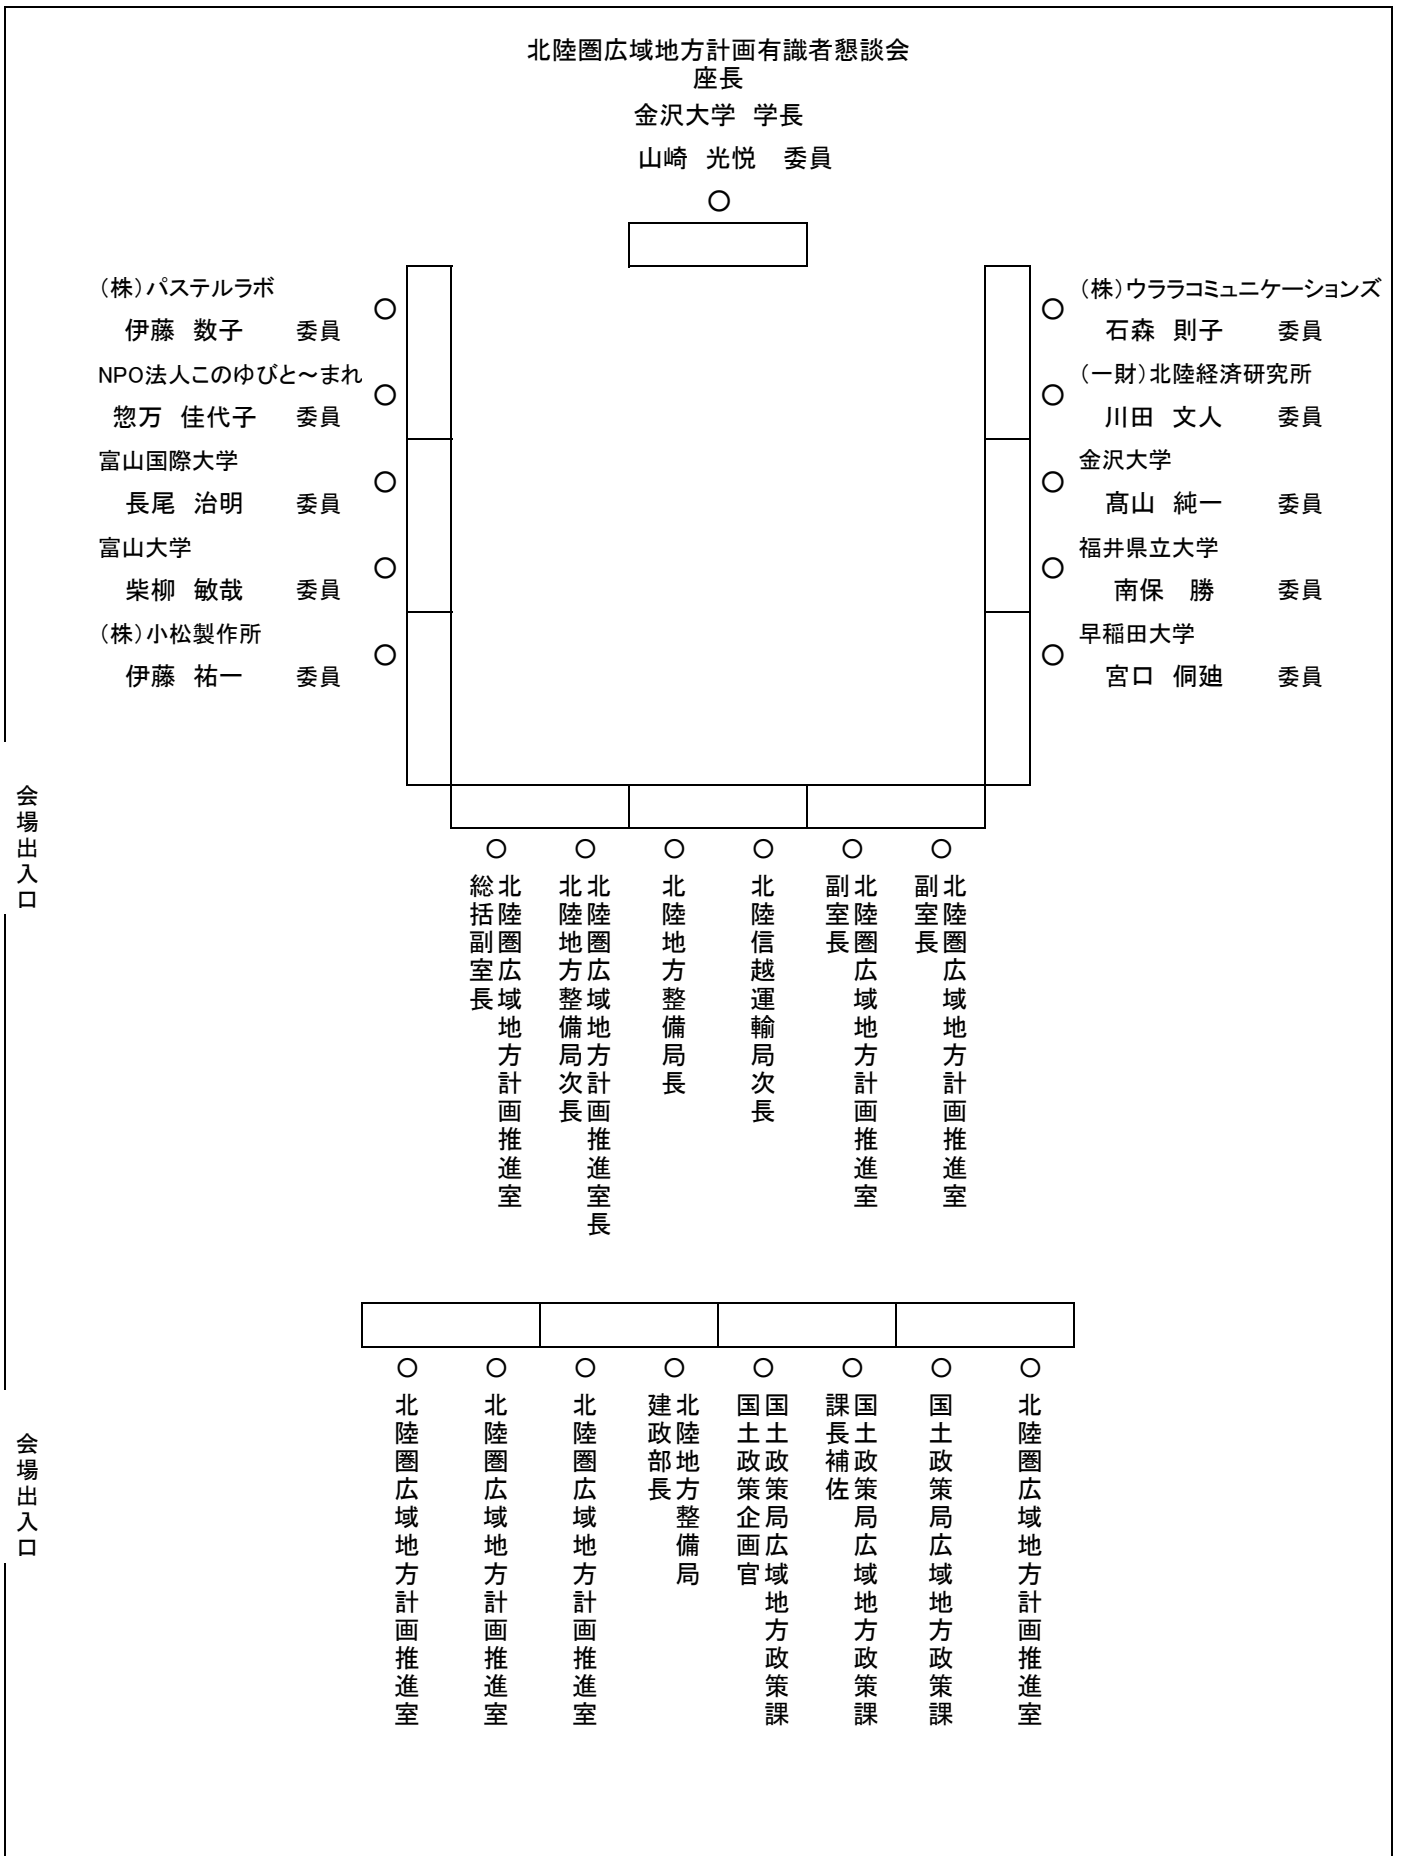 北陸圏広域地方計画有識者懇談会
座長
金沢大学 学長
山崎 光悦 委員
(株)パステルラボ
伊藤 数子 委員
NPO法人このゆびと～まれ
惣万 佳代子 委員
富山国際大学
長尾 治明 委員
富山大学
柴柳 敏哉 委員
(株)小松製作所
伊藤 祐一 委員
(株)ウララコミュニケーションズ
石森 則子 委員
(一財)北陸経済研究所
川田 文人 委員
金沢大学
髙山 純一 委員
福井県立大学
南保 勝 委員
早稲田大学
宮口 侗廸 委員
会場出入口
北陸圏広域地方計画推進室
総括副室長
北陸圏広域地方計画推進室長
北陸地方整備局次長
北陸地方整備局長
北陸信越運輸局次長
北陸圏広域地方計画推進室
副室長
北陸圏広域地方計画推進室
副室長
会場出入口
北陸圏広域地方計画推進室
北陸圏広域地方計画推進室
北陸圏広域地方計画推進室
北陸地方整備局
建政部長
国土政策局広域地方政策課
国土政策企画官
国土政策局広域地方政策課
課長補佐
国土政策局広域地方政策課
北陸圏広域地方計画推進室